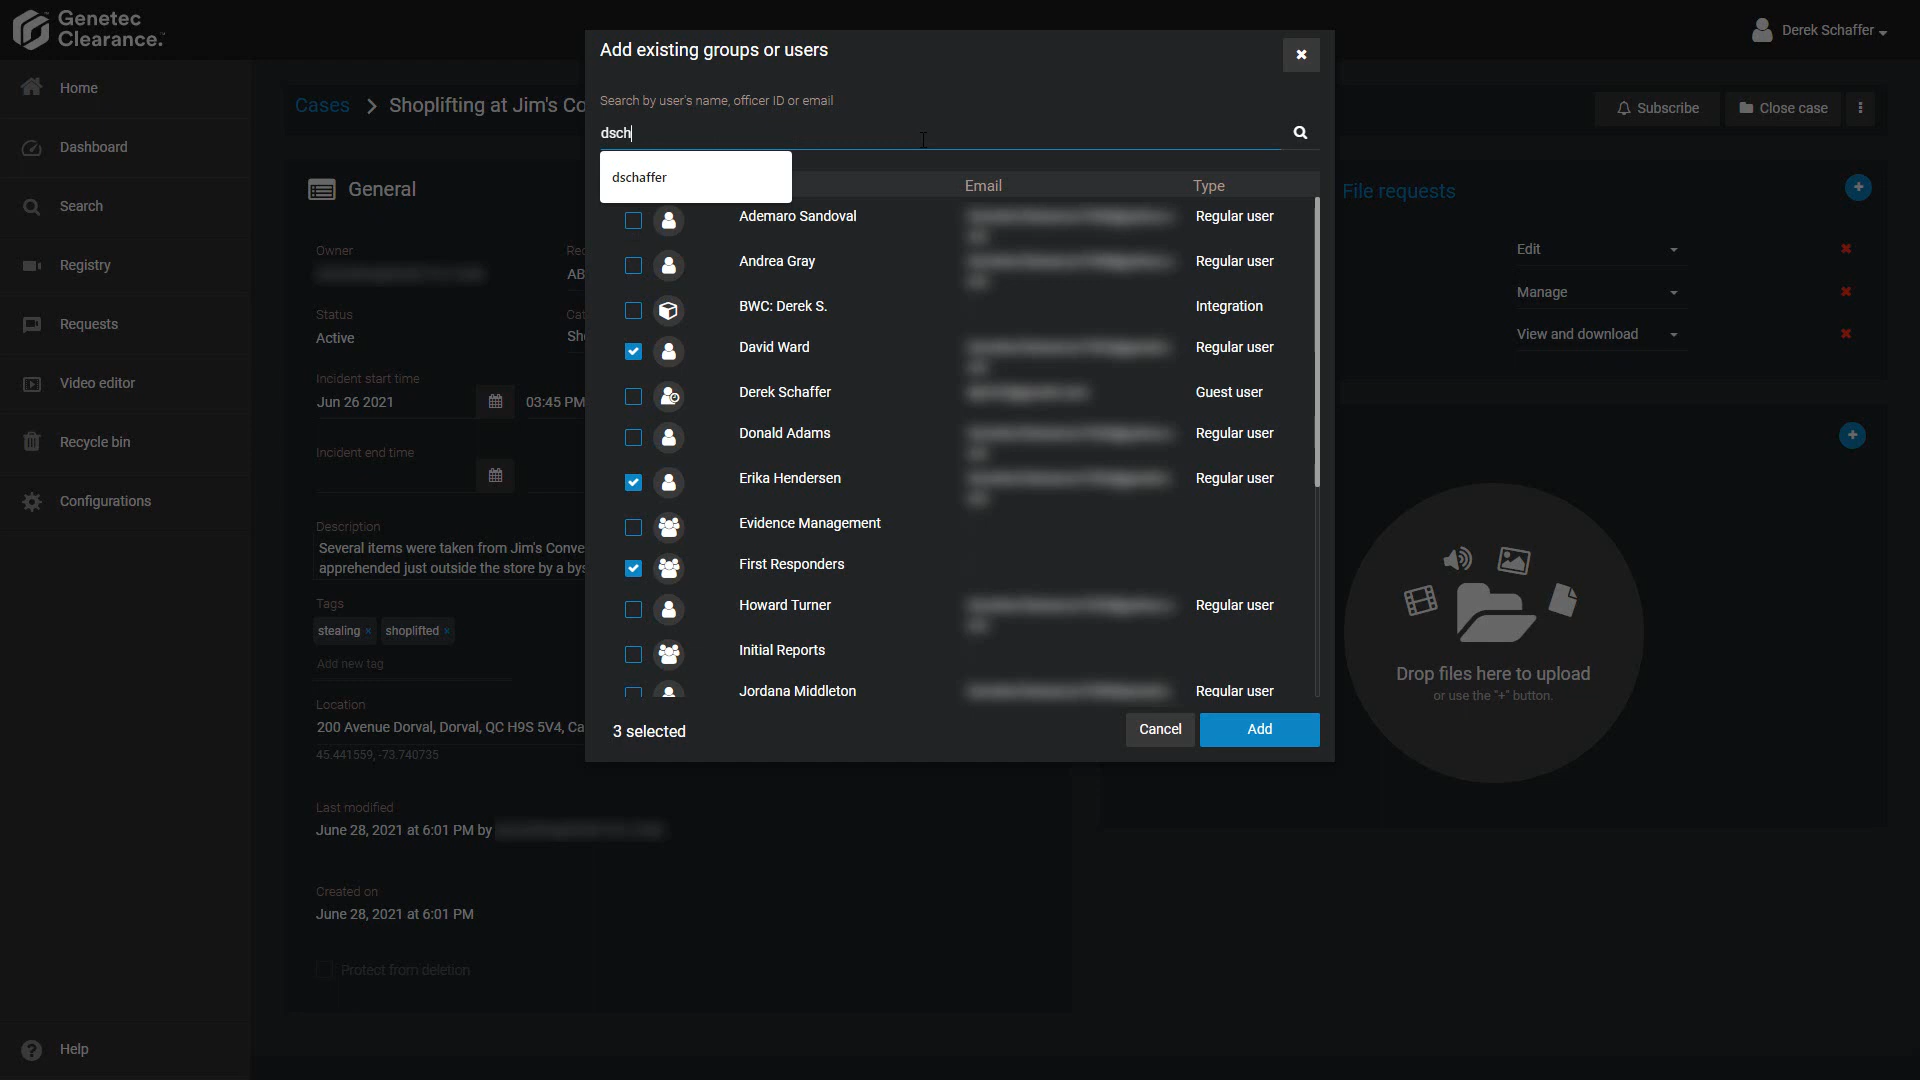 Genetec
Clearance.™
Derek Schaffer
Home
Dashboard
Search
Registry
Requests
Video editor
Recycle bin
Configurations
Help
Cases > Shoplifting at Jim's Co
Subscribe
Close case
General
Owner
Rec
AB
Status
Cat
Active
Sh
Incident start time
Jun 26 2021
03:45 PM
Incident end time
Description
Several items were taken from Jim's Conve
apprehended just outside the store by a bys
Tags
stealing ×
shoplifted ×
Add new tag
Location
200 Avenue Dorval, Dorval, QC H9S 5V4, Ca
45.441559, -73.740735
Last modified
June 28, 2021 at 6:01 PM by
Created on
June 28, 2021 at 6:01 PM
Protect from deletion
Add existing groups or users
Search by user's name, officer ID or email
dsch
dschaffer
Email
Type
Ademaro Sandoval
Regular user
Andrea Gray
Regular user
BWC: Derek S.
Integration
David Ward
Regular user
Derek Schaffer
Guest user
Donald Adams
Regular user
Erika Hendersen
Regular user
Evidence Management
First Responders
Howard Turner
Regular user
Initial Reports
Jordana Middleton
Regular user
3 selected
Cancel
Add
File requests
Edit
Manage
View and download
Drop files here to upload
or use the "+" button.